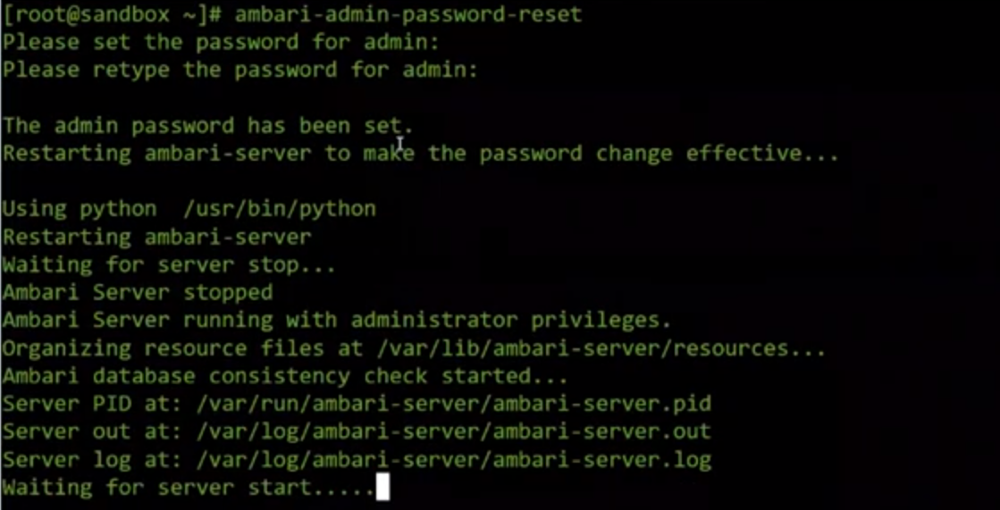 [root@sandbox ~]# ambari-admin-password-reset
Please set the password for admin:
Please retype the password for admin:
The admin password has been set.
Restarting ambari-server to make the password change effective...
Using python  /usr/bin/python
Restarting ambari-server
Waiting for server stop...
Ambari Server stopped
Ambari Server running with administrator privileges.
Organizing resource files at /var/lib/ambari-server/resources...
Ambari database consistency check started...
Server PID at: /var/run/ambari-server/ambari-server.pid
Server out at: /var/log/ambari-server/ambari-server.out
Server log at: /var/log/ambari-server/ambari-server.log
Waiting for server start.....